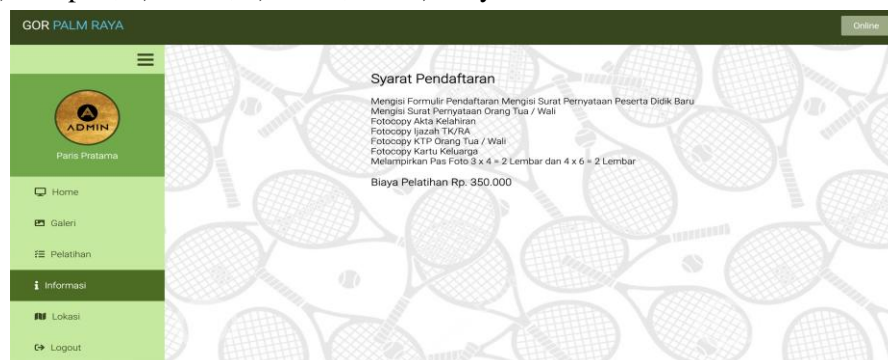 GOR PALM RAYA
Online
ADMIN
Paris Pratama
Home
Galeri
Pelatihan
Informasi
Lokasi
Logout
Syarat Pendaftaran
Mengisi Formulir Pendaftaran Mengisi Surat Pernyataan Peserta Didik Baru
Mengisi Surat Pernyataan Orang Tua / Wali
Fotocopy Akta Kelahiran
Fotocopy Ijazah TK/RA
Fotocopy KTP Orang Tua / Wali
Fotocopy Kartu Keluarga
Melampirkan Pas Foto 3 x 4 = 2 Lembar dan 4 x 6 = 2 Lembar
Biaya Pelatihan Rp. 350.000